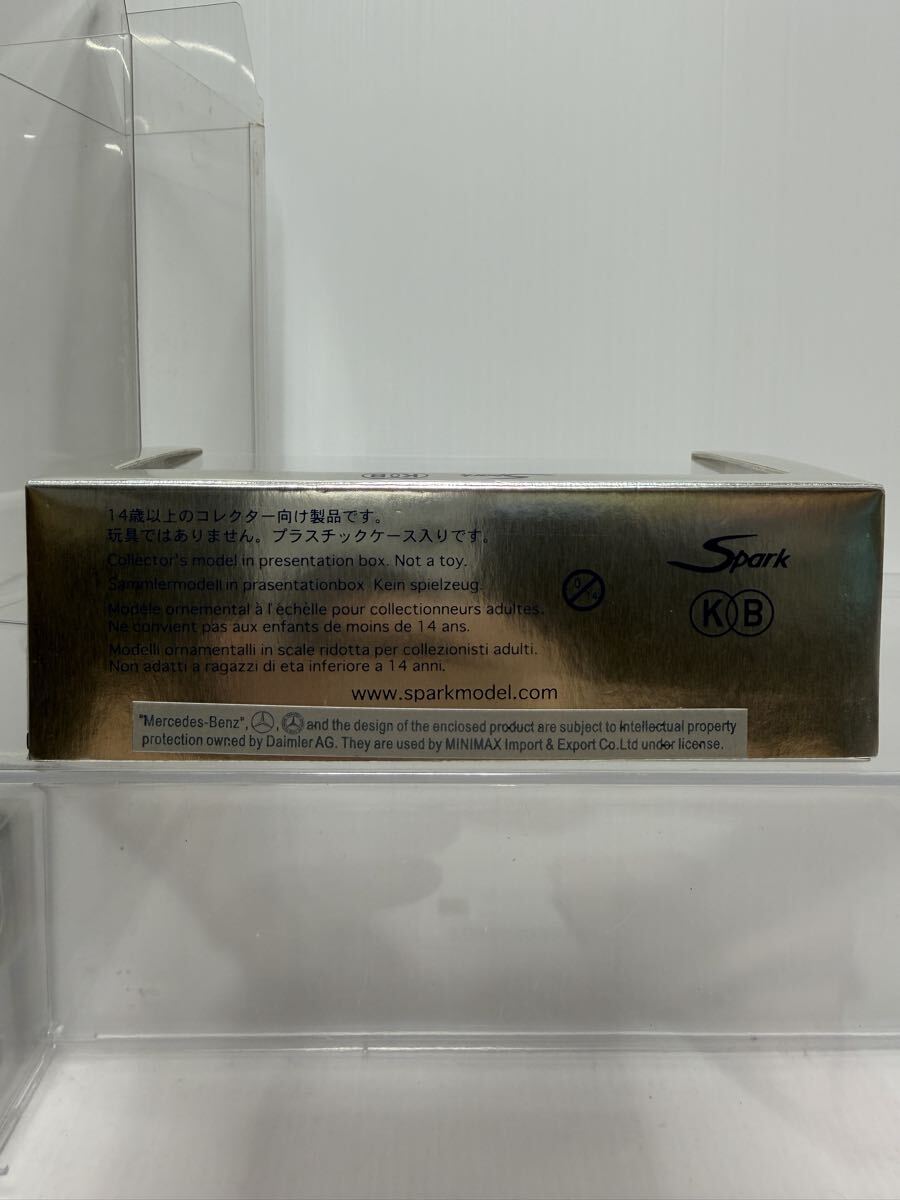 K B Spark
14歳以上のコレクター向け製品です。
玩具ではありません。プラスチックケース入りです。
Collector's model in presentation box. Not a toy.
Sammlermodell in prasentationbox Kein spielzeug.
Modèle ornemental à l'échèlle pour collectionneurs adultes.
Ne convient pas aux enfants de moins de 14 ans.
Modelli ornamentalli in scale ridotta per collezionisti adulti.
Non adatti a ragazzi di eta inferiore a 14 anni.
0 14
Spark
K B
www.sparkmodel.com
"Mercedes-Benz", , and the design of the enclosed product are subject to intellectual property
protection owned by Daimler AG. They are used by MINIMAX Import & Export Co.Ltd under license.